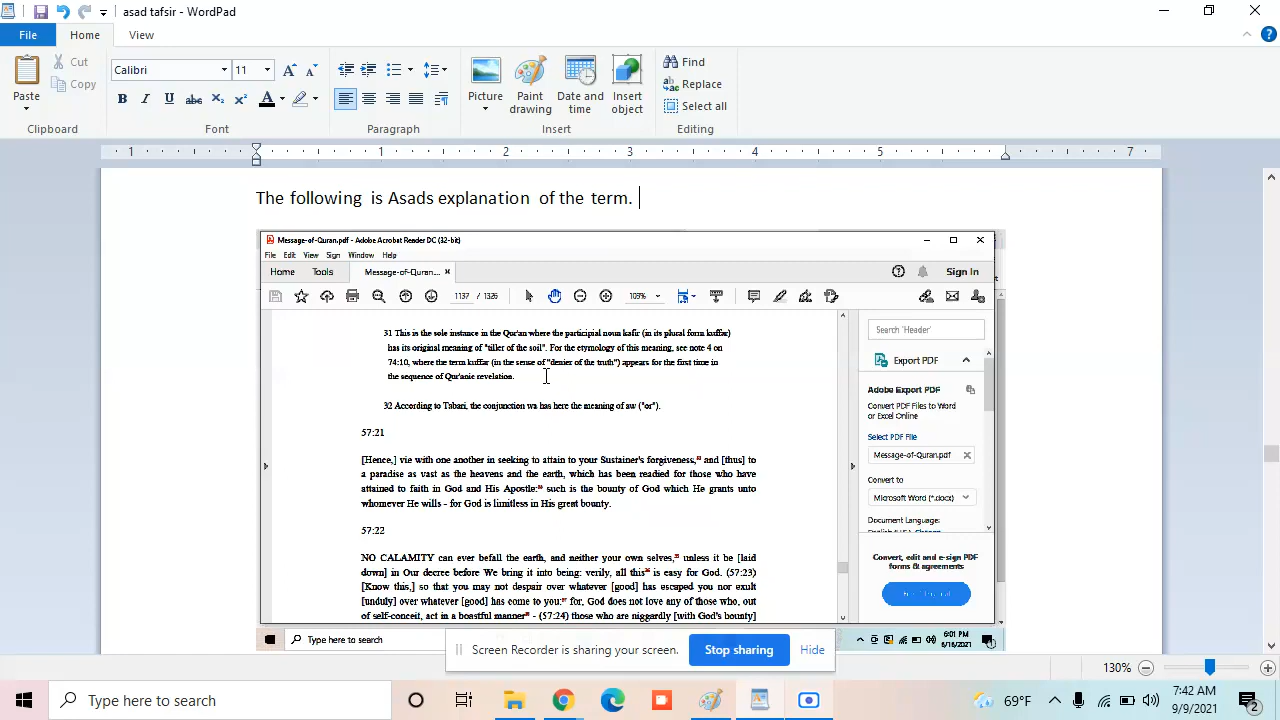 asad tafsir - WordPad
File Home View
Paste Cut Copy Clipboard
Calibri 11 Font
Paragraph
Picture Paint drawing Date and time Insert object Insert
Find Replace Select all Editing
1 1 2 3 4 5 7
The following is Asads explanation of the term.
Message-of-Quran.pdf - Adobe Acrobat Reader DC (32-bit)
File Edit View Sign Window Help
Home Tools Message-of-Quran... × Sign In
1137 / 1326 103%
31 This is the sole instance in the Qur'an where the participial noun kafir (in its plural form kuffar)
has its original meaning of "tiller of the soil". For the etymology of this meaning, see note 4 on
74:10, where the term kuffar (in the sense of "denier of the truth") appears for the first time in
the sequence of Qur'anic revelation.
32 According to Tabari, the conjunction wa has here the meaning of aw ("or").
57:21
[Hence,] vie with one another in seeking to attain to your Sustainer's forgiveness, and [thus] to
a paradise as vast as the heavens and the earth, which has been readied for those who have
attained to faith in God and His Apostle: such is the bounty of God which He grants unto
whomever He wills - for God is limitless in His great bounty.
57:22
NO CALAMITY can ever befall the earth, and neither your own selves, unless it be [laid
down] in Our decree before We bring it into being: verily, all this is easy for God. (57:23)
[Know this,] so that you may not despair over whatever [good] has escaped you nor exult
[unduly] over whatever [good] has come to you: for, God does not love any of those who, out
of self-conceit, act in a boastful manner - (57:24) those who are niggardly [with God's bounty]
Search 'Header'
Export PDF
Adobe Export PDF
Convert PDF Files to Word
or Excel Online
Select PDF File
Message-of-Quran.pdf
Convert to
Microsoft Word (*.docx)
Document Language:
Convert, edit and e-sign PDF
forms & agreements
Type here to search
6:01 PM
8/18/2021
Screen Recorder is sharing your screen. Stop sharing Hide
130%
Type here to search
69°F
7:42 AM
9/9/2021
2